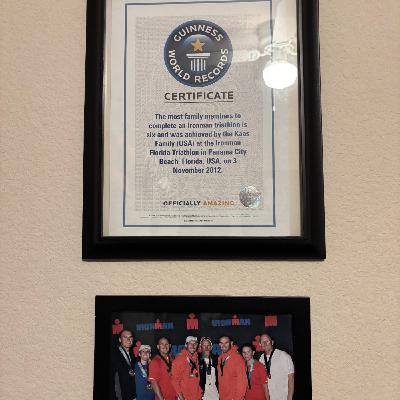 GUINNESS
WORLD RECORDS
CERTIFICATE
The most family members to
complete an Ironman triathlon is
six and was achieved by the Kaos
Family (USA) at the Ironman
Florida Triathlon in Panama City
Beach, Florida, USA, on 3
November 2012.
OFFICIALLY AMAZING
IRONMAN
IRONMAN